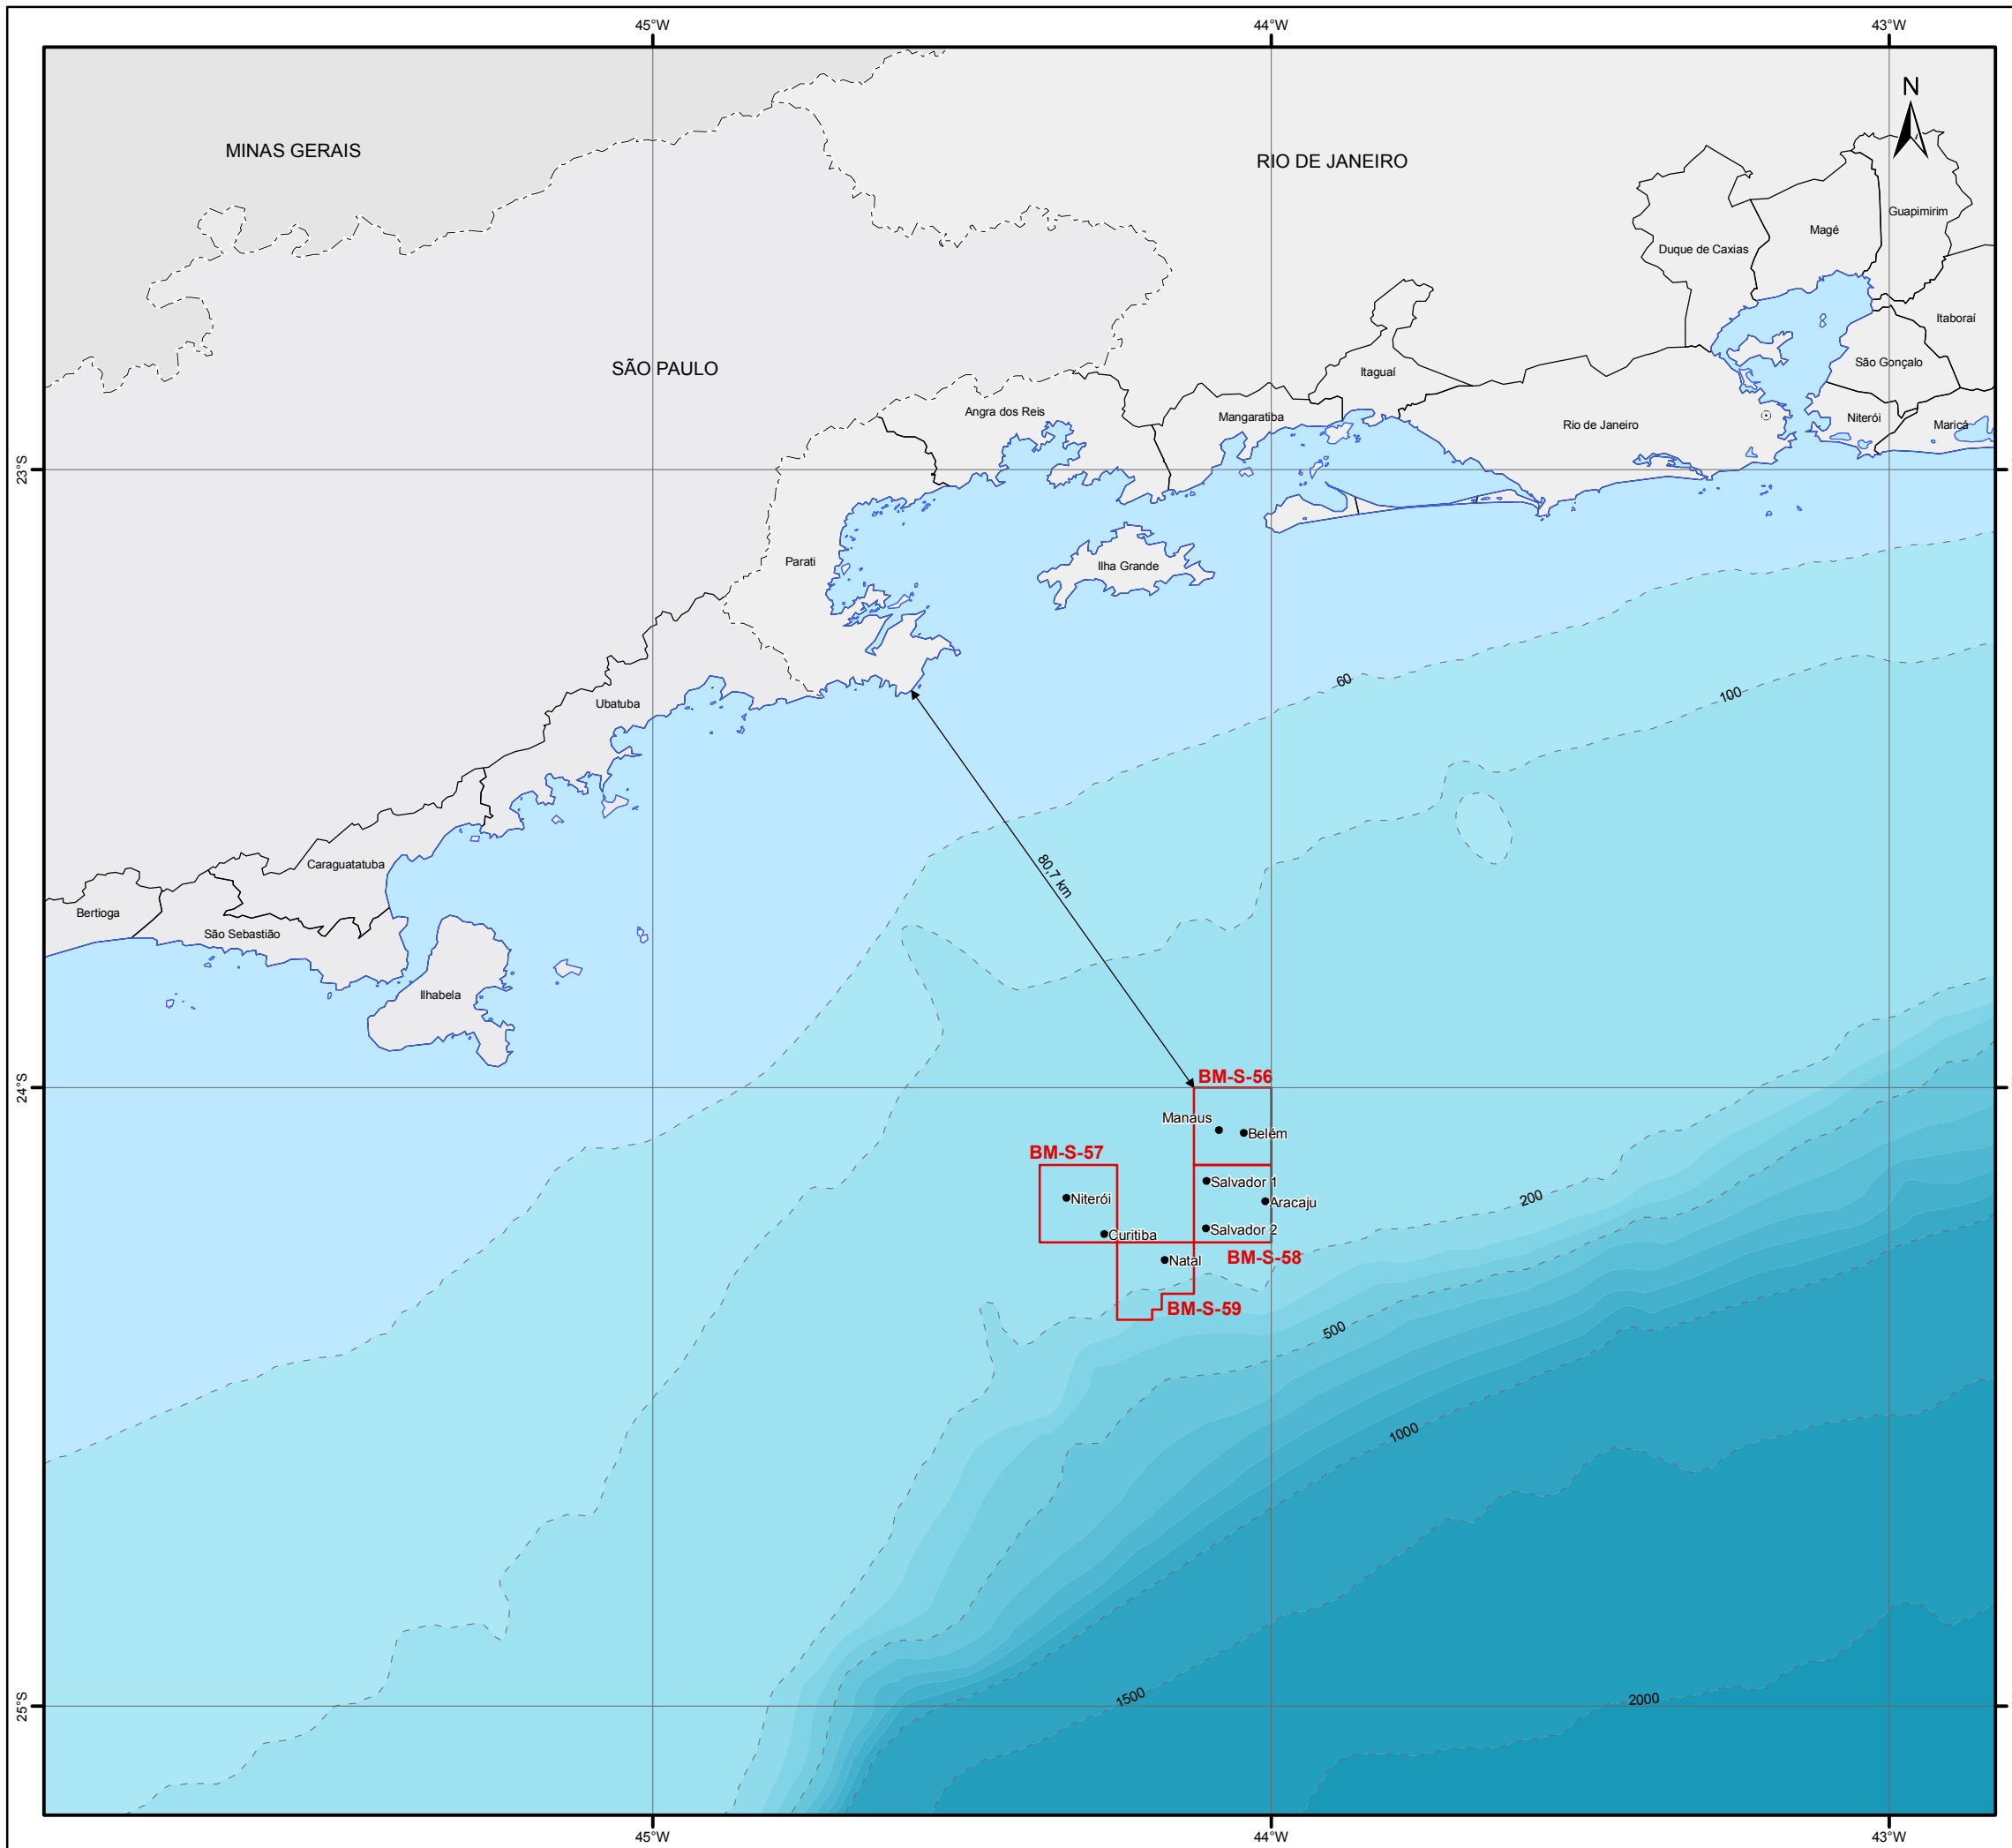 45°W
44°W
43°W
N
MINAS GERAIS
RIO DE JANEIRO
Guapimirim
Magé
Duque de Caxias
Itaboraí
SÃO PAULO
São Gonçalo
Itaguaí
Angra dos Reis
Mangaratiba
Rio de Janeiro
Niterói
Maricá
23°S
Parati
Ilha Grande
60
100
Ubatuba
Caraguatatuba
80,7 km
Bertioga
São Sebastião
Ilhabela
24°S
BM-S-56
Manaus
Belém
BM-S-57
Salvador 1
Niterói
Aracaju
200
Salvador 2
Curitiba
Natal
BM-S-58
BM-S-59
500
1000
25°S
1500
2000
45°W
44°W
43°W